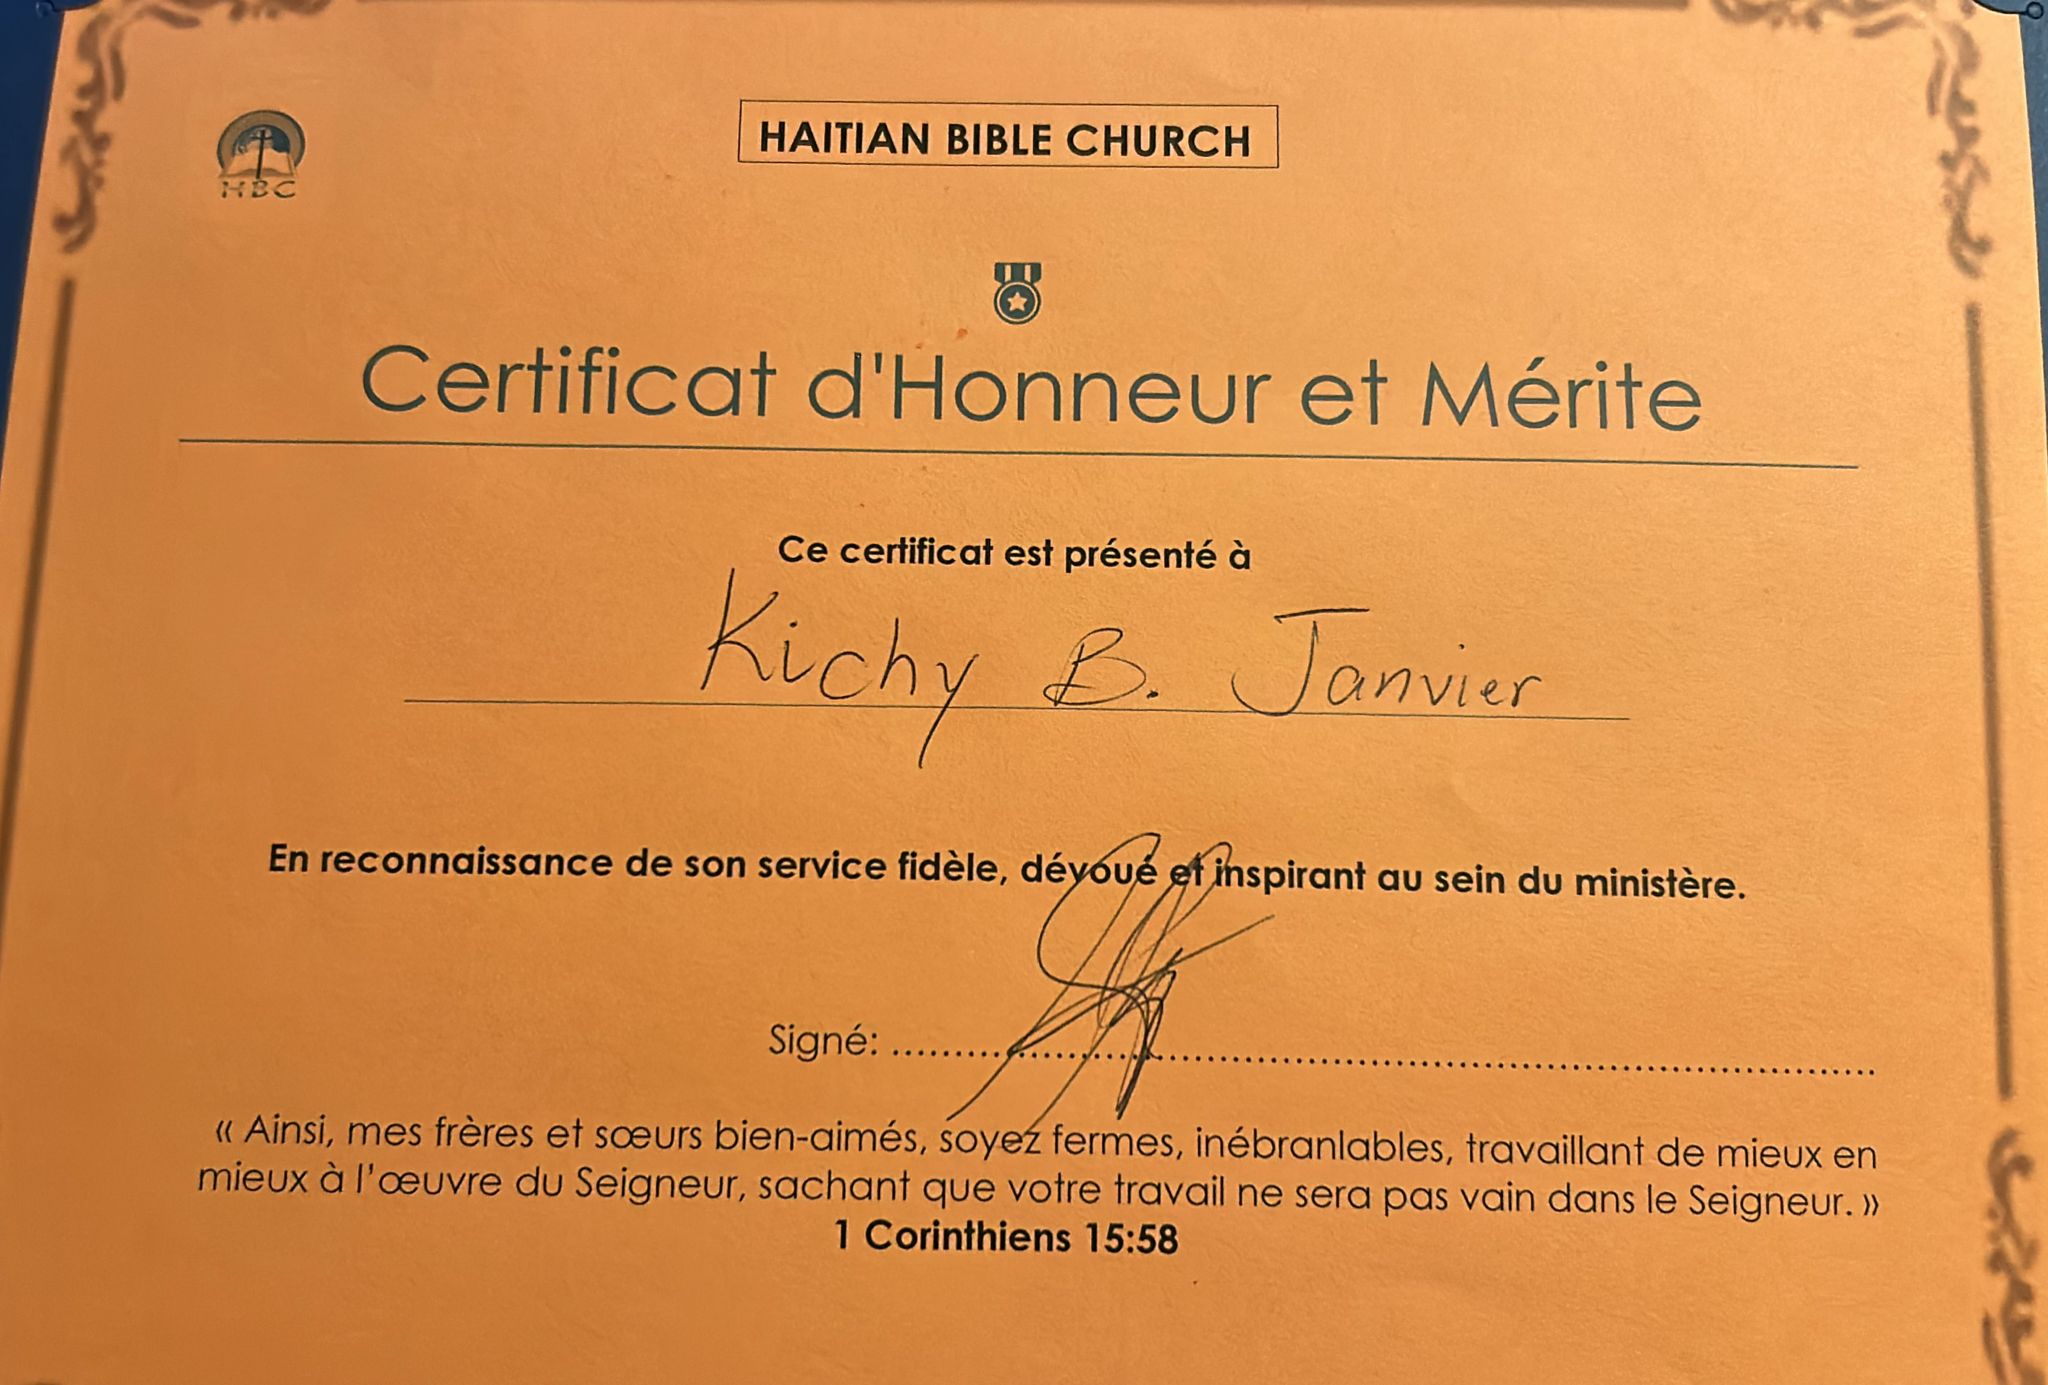 HBC
HAITIAN BIBLE CHURCH
Certificat d'Honneur et Mérite
Ce certificat est présenté à
Kichy B. Janvier
En reconnaissance de son service fidèle, dévoué et inspirant au sein du ministère.
Signé: ........................................................................................
« Ainsi, mes frères et sœurs bien-aimés, soyez fermes, inébranlables, travaillant de mieux en
mieux à l'œuvre du Seigneur, sachant que votre travail ne sera pas vain dans le Seigneur. »
1 Corinthiens 15:58